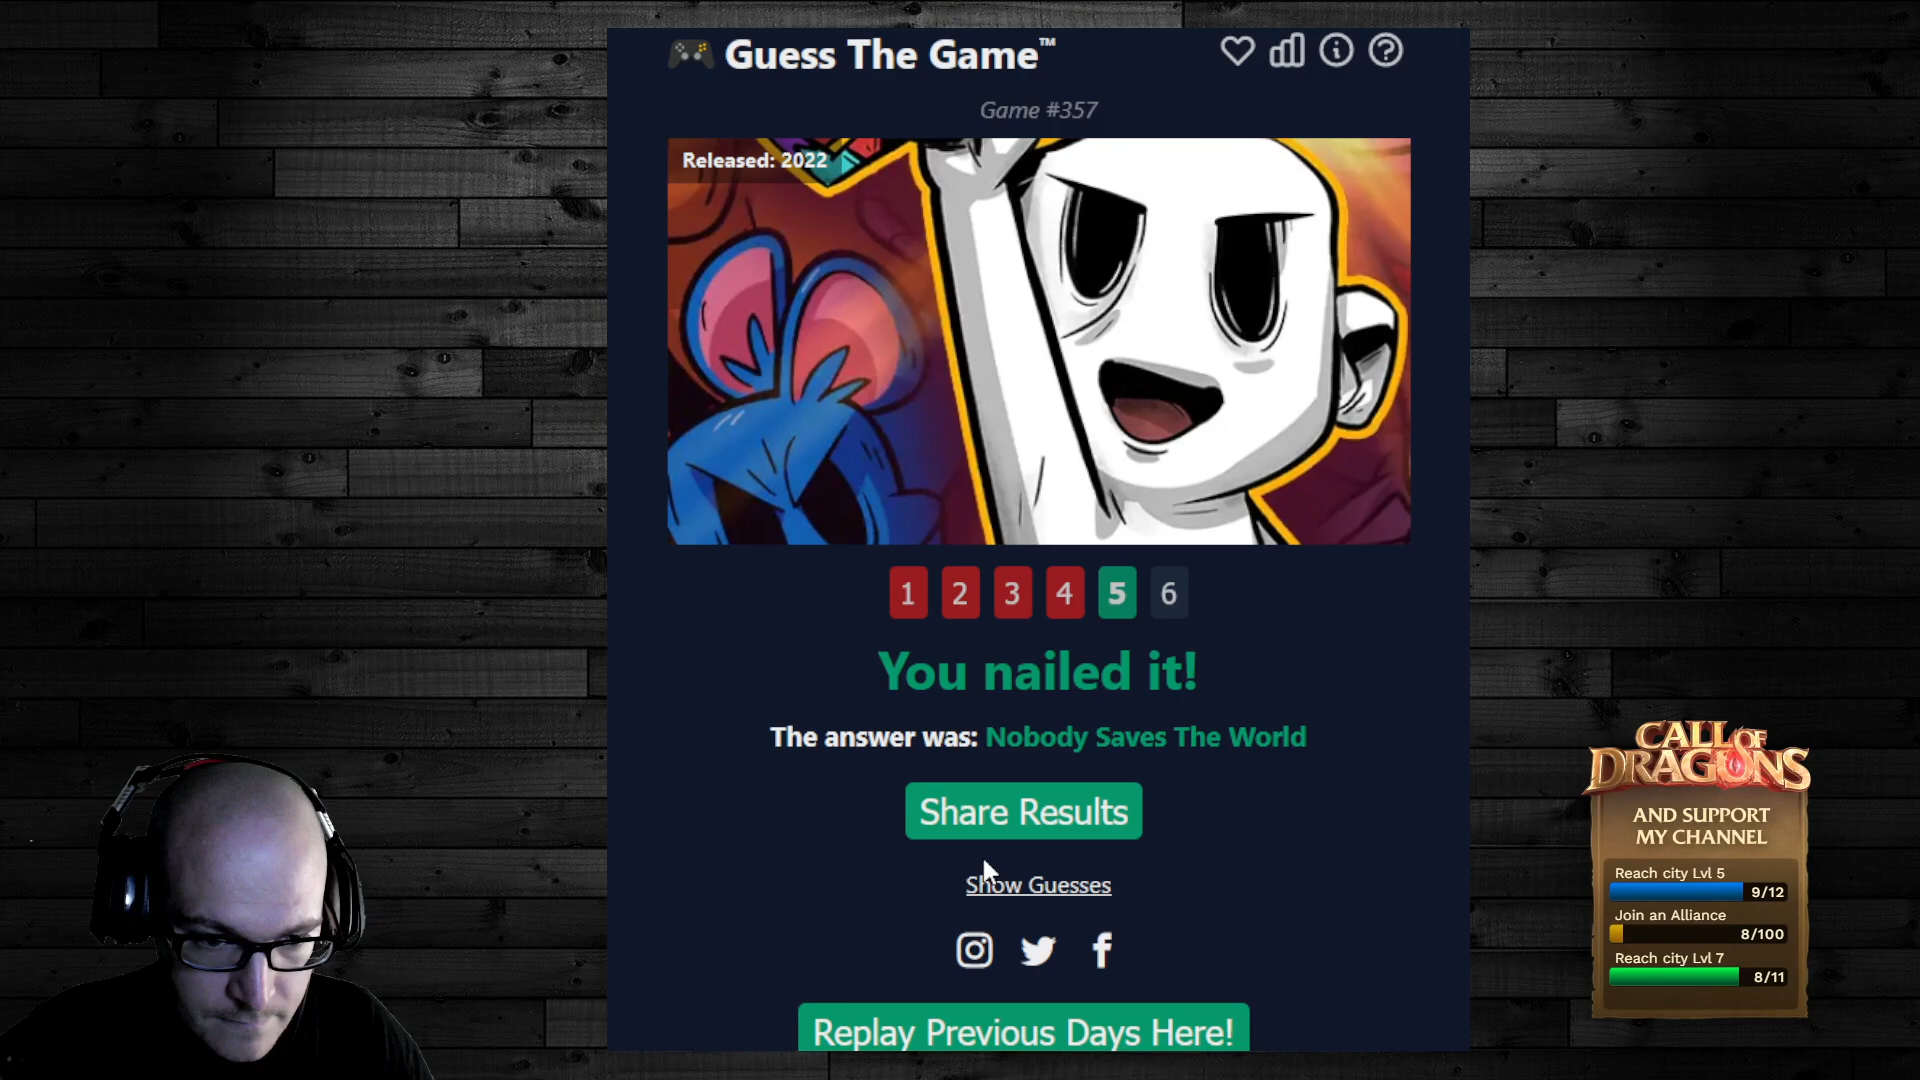 Guess The Game™
Game #357
Released: 2022
1 2 3 4 5 6
You nailed it!
The answer was: Nobody Saves The World
Share Results
Show Guesses
Replay Previous Days Here!
CALL OF
DRAGONS
AND SUPPORT
MY CHANNEL
Reach city Lvl 5
9/12
Join an Alliance
8/100
Reach city Lvl 7
8/11